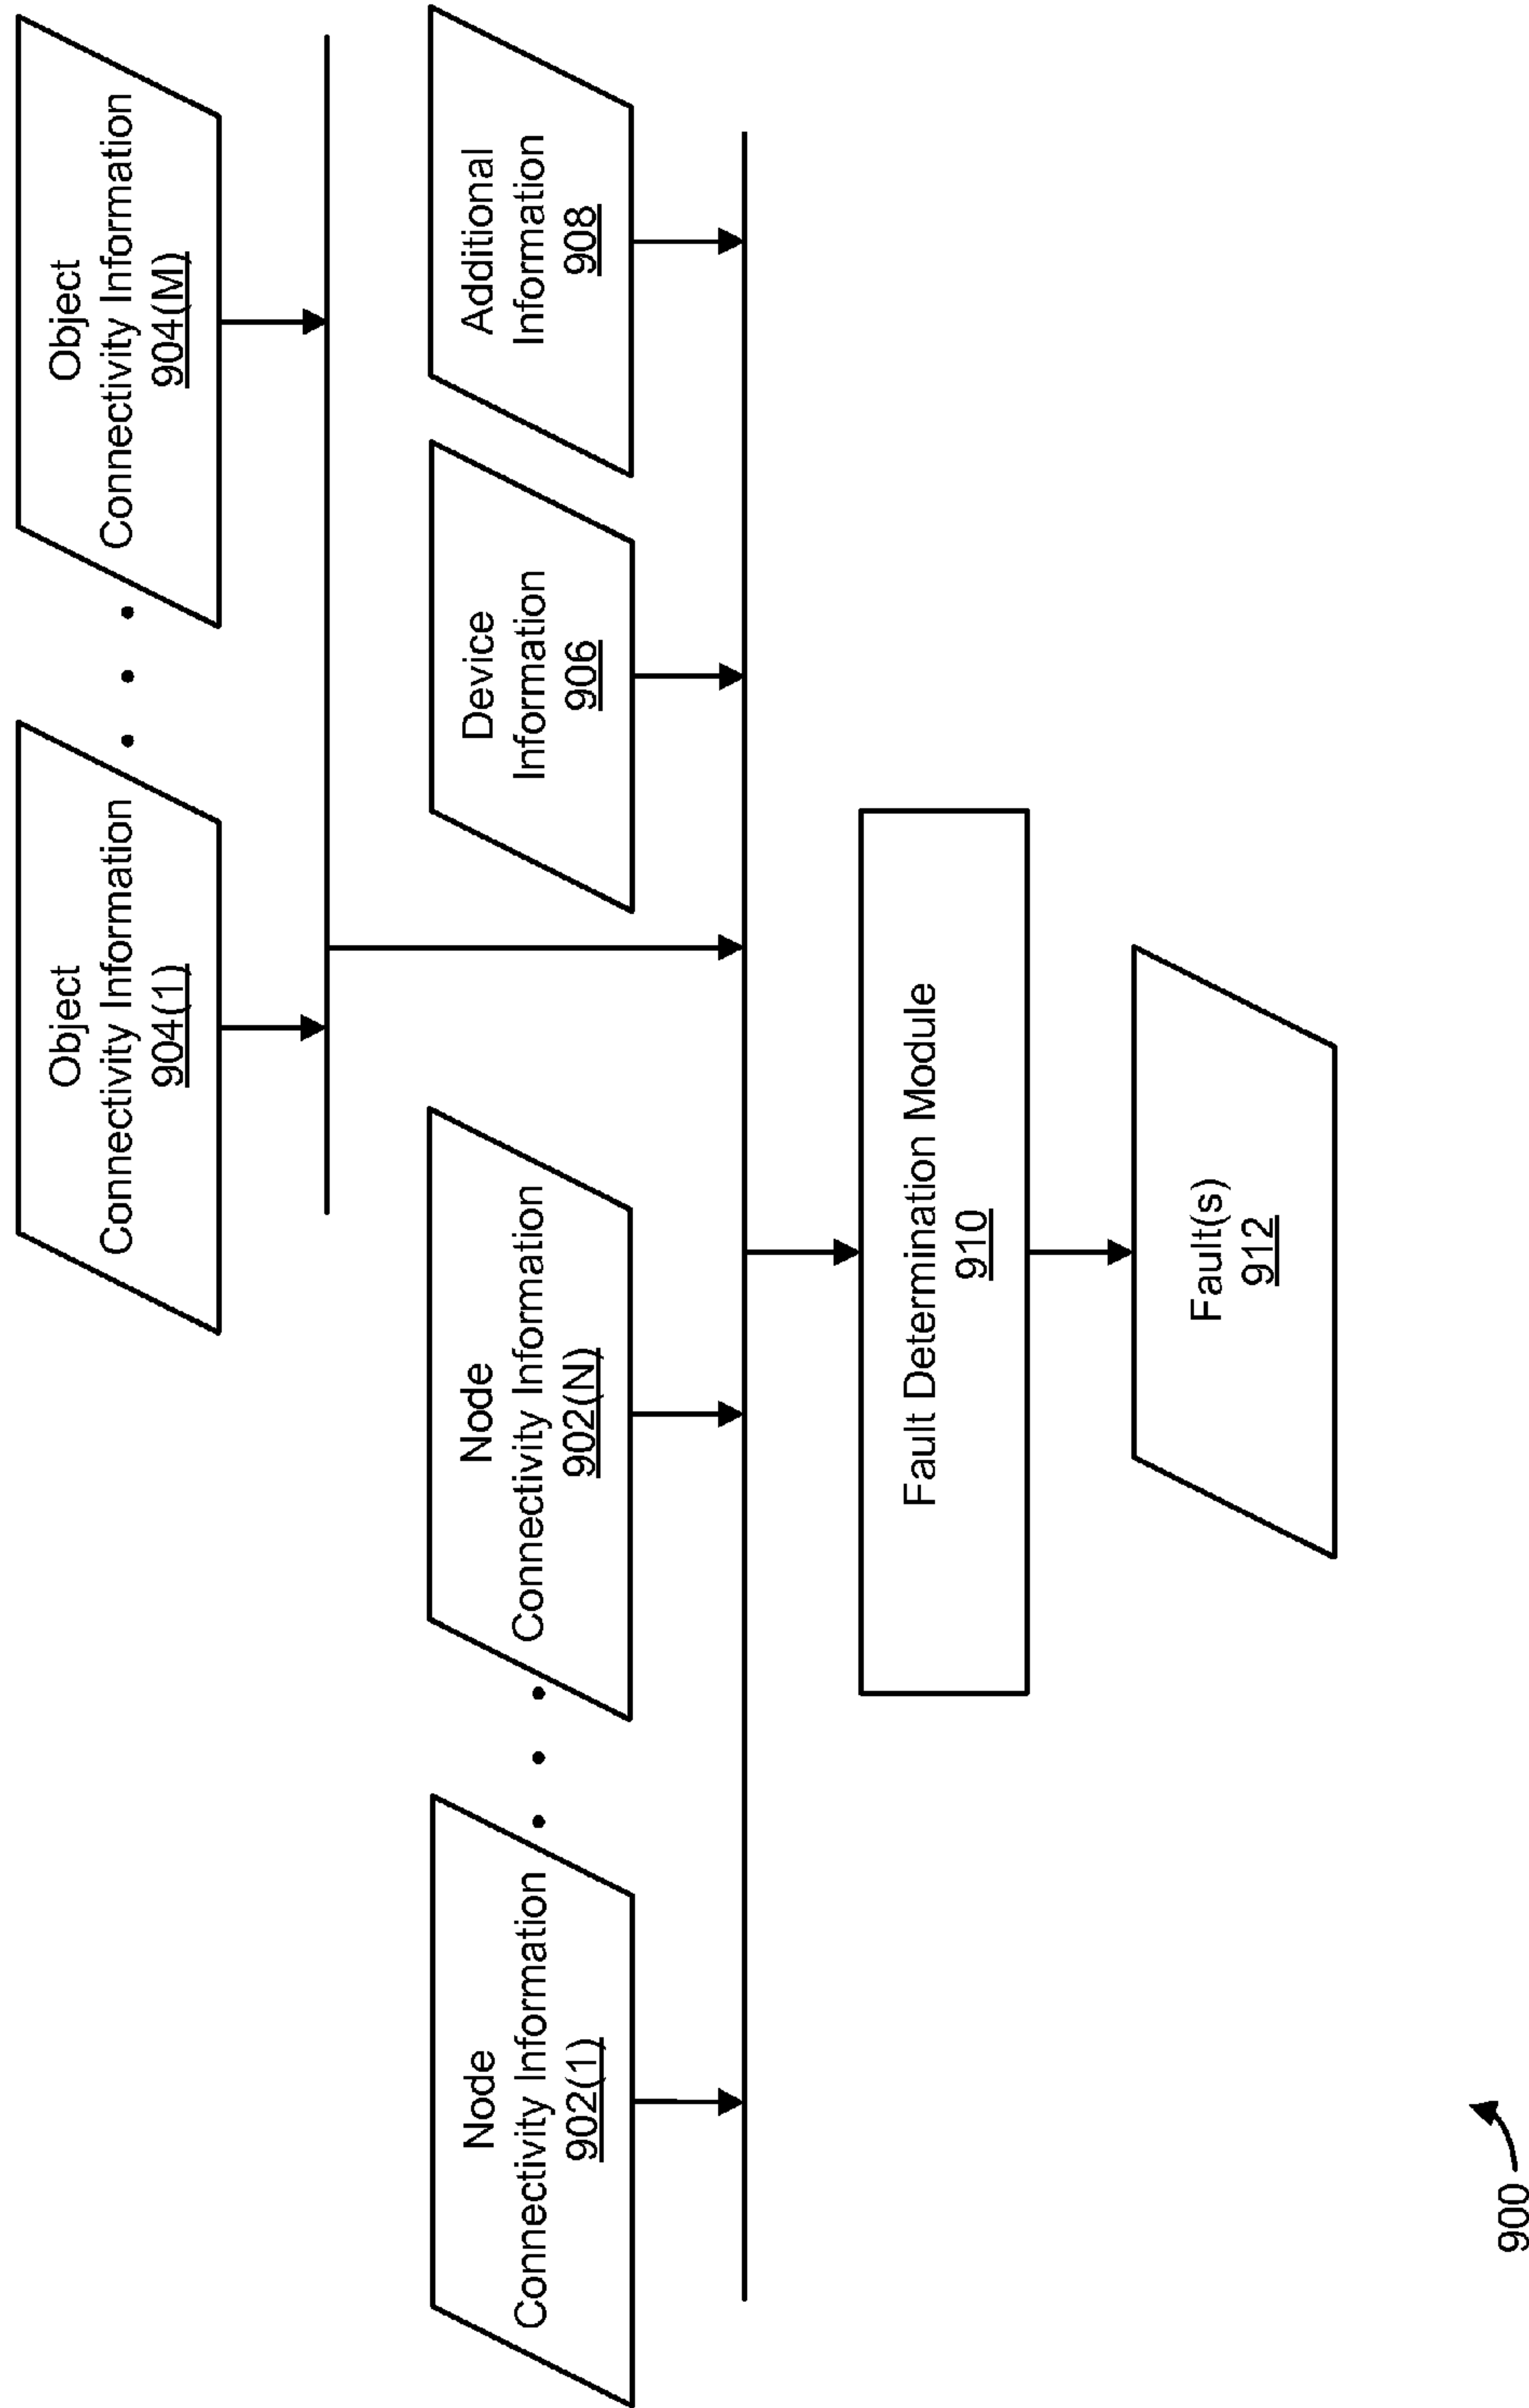 Object
Connectivity Information
904(1)
Object
Connectivity Information
904(M)
Node
Connectivity Information
902(1)
Node
Connectivity Information
902(N)
Device
Information
906
Additional
Information
908
Fault Determination Module
910
Fault(s)
912
900